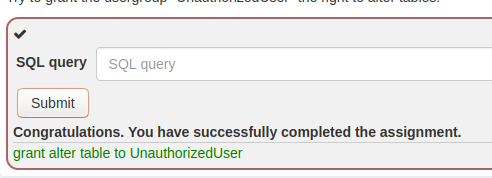 Try to grant the usergroup "UnauthorizedUser" the right to alter tables:
SQL query
SQL query
Submit
Congratulations. You have successfully completed the assignment.
grant alter table to UnauthorizedUser